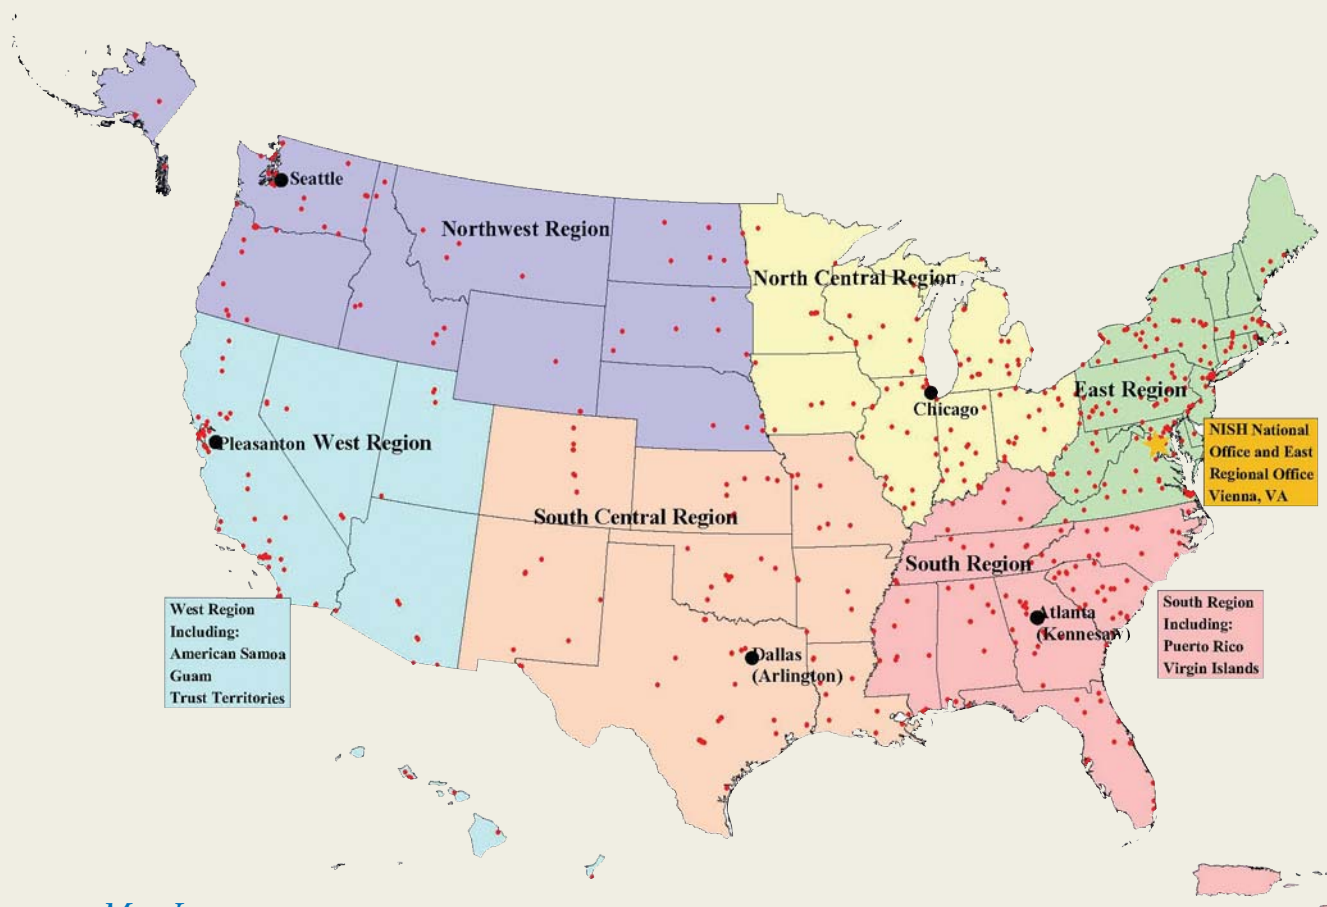 Seattle
Northwest Region
North Central Region
East Region
Chicago
NISH National
Office and East
Regional Office
Vienna, VA
Pleasanton West Region
South Central Region
South Region
West Region
Including:
American Samoa
Guam
Trust Territories
South Region
Including:
Puerto Rico
Virgin Islands
Atlanta
(Kennesaw)
Dallas
(Arlington)